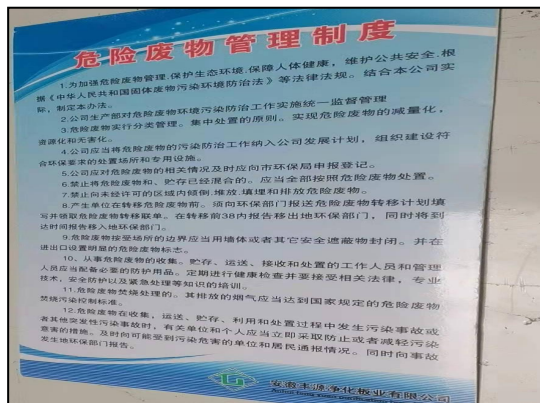 危险废物管理制度
1.为加强危险废物管理.保护生态环境.保障人体健康，维护公共安全.根
据《中华人民共和国固体废物污染环境防治法》等法律法规。结合本公司实
际，制定本办法。
2.公司生产部对危险废物环境污染防治工作实施统一监督管理
3.危险废物实行分类管理。集中处置的原则。实现危险废物的减量化，
资源化和无害化。
4.公司应当将危险废物的污染防治工作纳入公司发展计划，组织建设符
合环保要求的处置场所和专用设施。
5.公司应对危险废物的相关情况及时应向市环保局申报登记。
6.禁止将危险废物和、贮存已经混合的。应当全部按照危险废物处置。
7.禁止向未经许可的区域内倾倒.堆放.填埋和排放危险废物。
8.产生单位在转移危险废物前。须向环保部门报送危险废物转移计划填
写并领取危险废物转移联单。在转移前38内报告移出地环保部门，同时将到
达时间报告移入地环保部门。
9.危险废物按受场所的边界应当用墙体或者其它安全遮蔽物封闭。并在
进出口设置明显的危险废物标志。
10、从事危险废物的收集、贮存、运送、接收和处置的工作人员和管理
人员应当配备必要的防护用品。定期进行健康检查并要接受相关法律，专业
技术，安全防护以及紧急处理等知识的培训。
11.危险废物焚烧处理的。其排放的烟气应当达到国家规定的危险废物
焚烧污染控制标准。
12.危险废物在收集，运送、贮存、利用和处置过程中发生污染事故或
者其他突发性污染事故时，有关单位和个人应当立即采取防止或者减轻污染
危害的措施。及时向可能受到污染危害的单位和居民通报情况。同时向事故
发生地环保部门报告。
安徽丰源净化板业有限公司